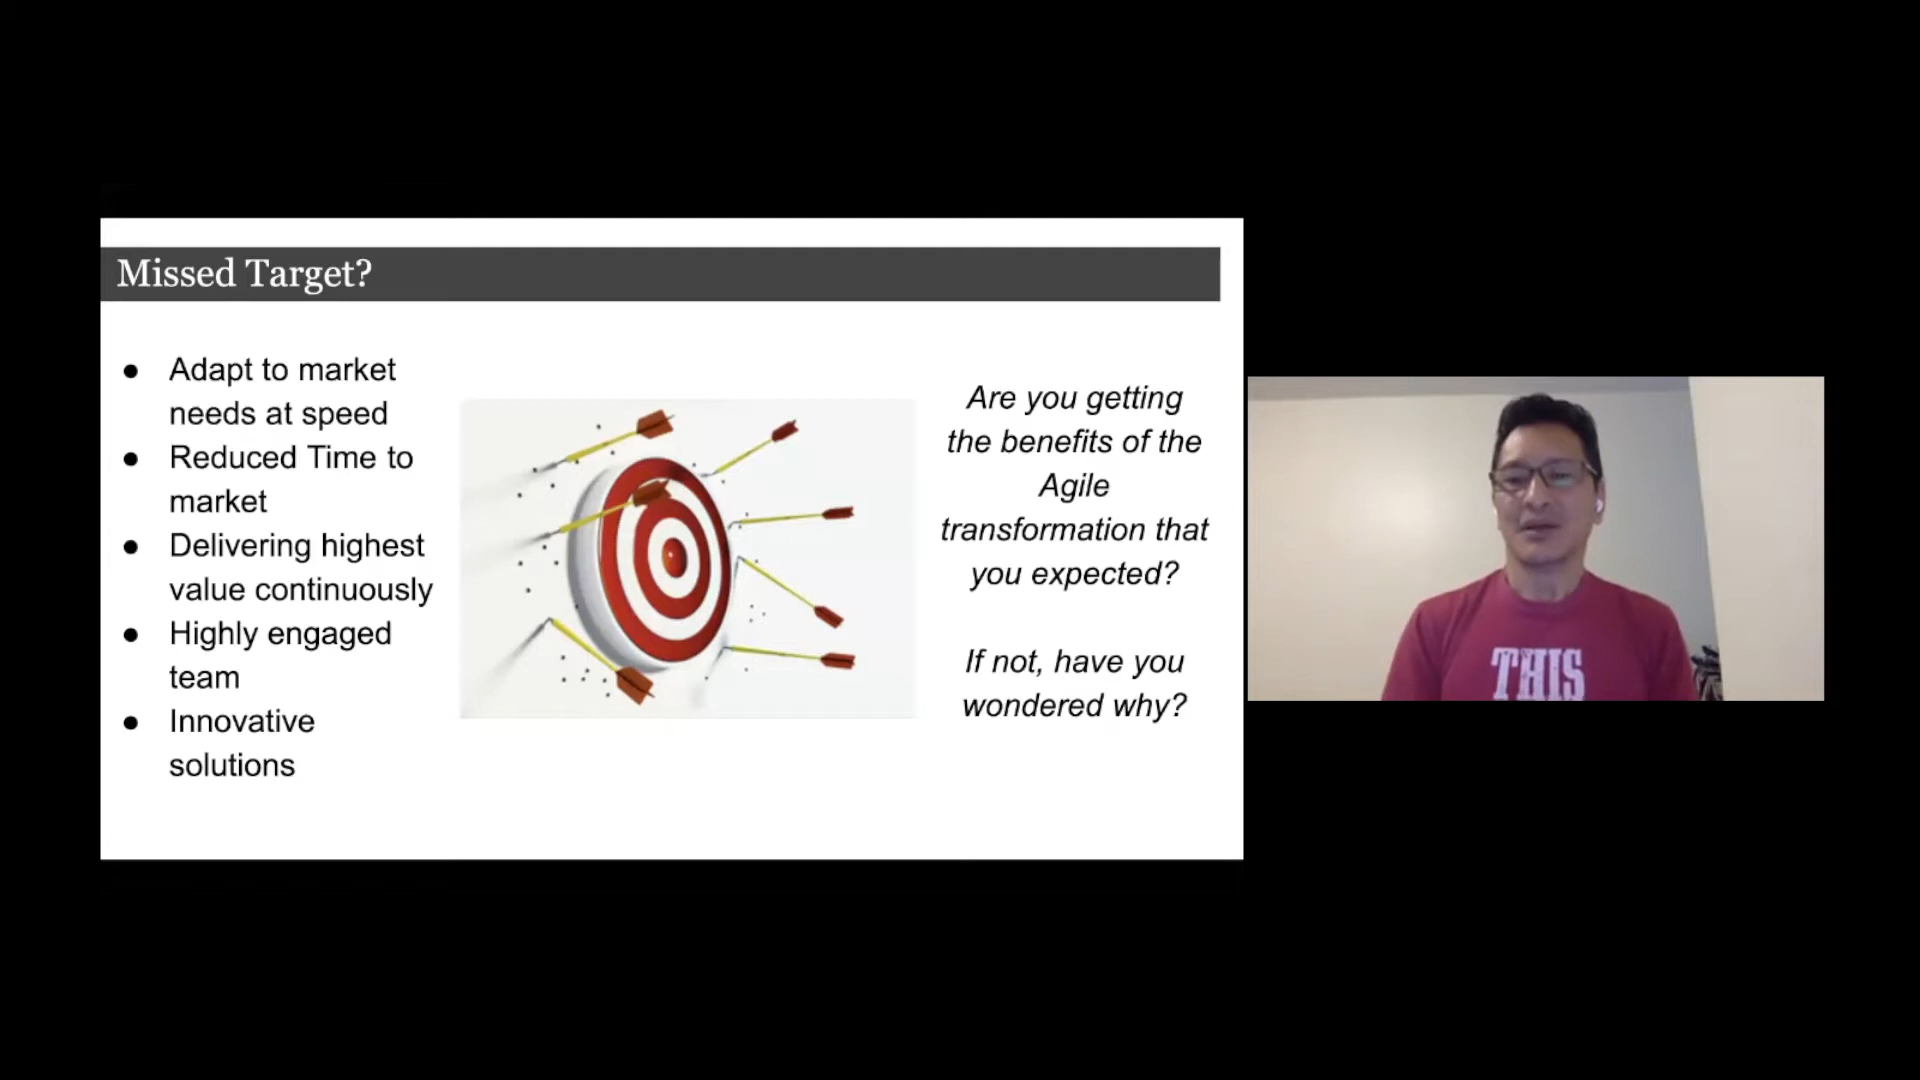 Missed Target?
● Adapt to market
needs at speed
● Reduced Time to
market
● Delivering highest
value continuously
● Highly engaged
team
● Innovative
solutions
Are you getting
the benefits of the
Agile
transformation that
you expected?
If not, have you
wondered why?
THIS